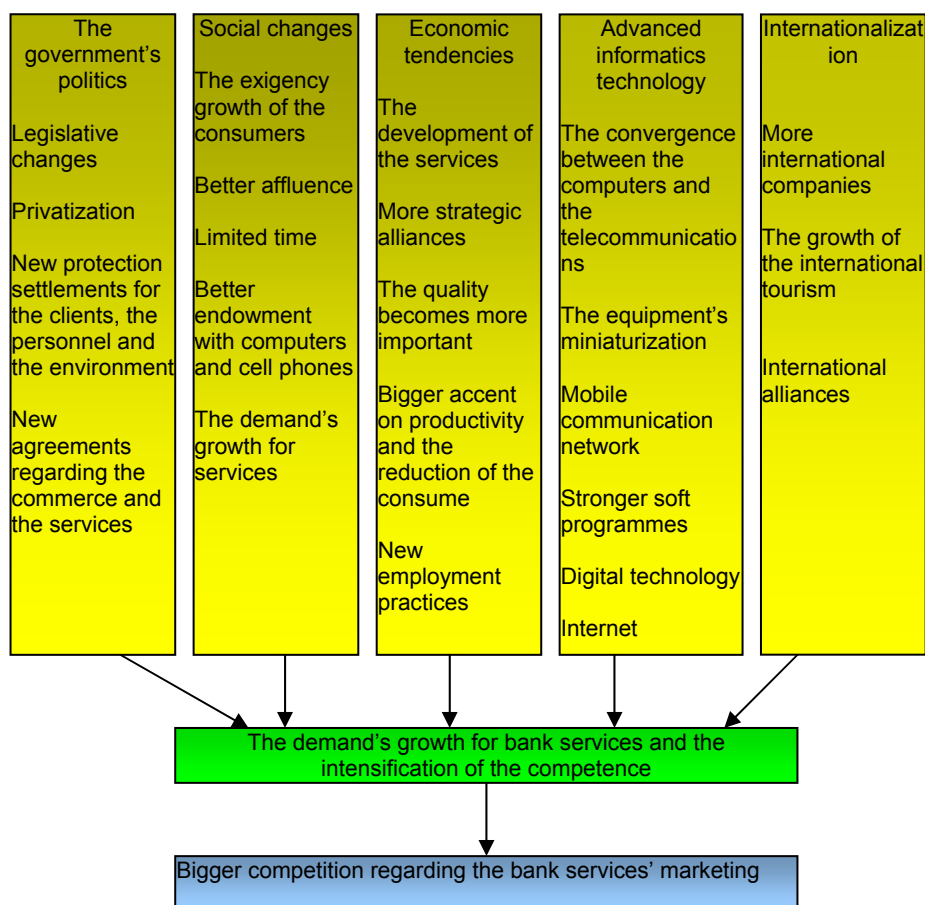 The
government’s
politics
Legislative
changes
Privatization
New protection
settlements for
the clients, the
personnel and
the environment
New
agreements
regarding the
commerce and
the services
Social changes
The exigency
growth of the
consumers
Better affluence
Limited time
Better
endowment
with computers
and cell phones
The demand’s
growth for
services
Economic
tendencies
The
development of
the services
More strategic
alliances
The quality
becomes more
important
Bigger accent
on productivity
and the
reduction of the
consume
New
employment
practices
Advanced
informatics
technology
The convergence
between the
computers and
the
telecommunicatio
ns
The equipment’s
miniaturization
Mobile
communication
network
Stronger soft
programmes
Digital technology
Internet
Internationalizat
ion
More
international
companies
The growth of
the international
tourism
International
alliances
The demand’s growth for bank services and the
intensification of the competence
Bigger competition regarding the bank services’ marketing